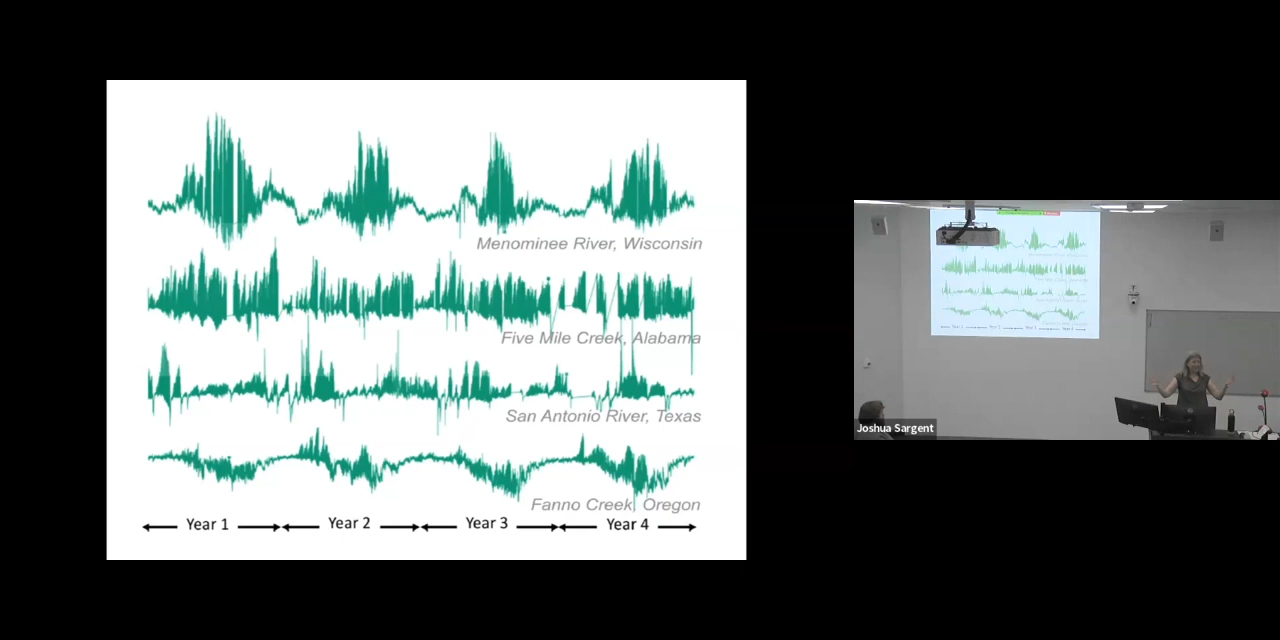 Menominee River, Wisconsin
Five Mile Creek, Alabama
San Antonio River, Texas
Fanno Creek, Oregon
Year 1
Year 2
Year 3
Year 4
Joshua Sargent